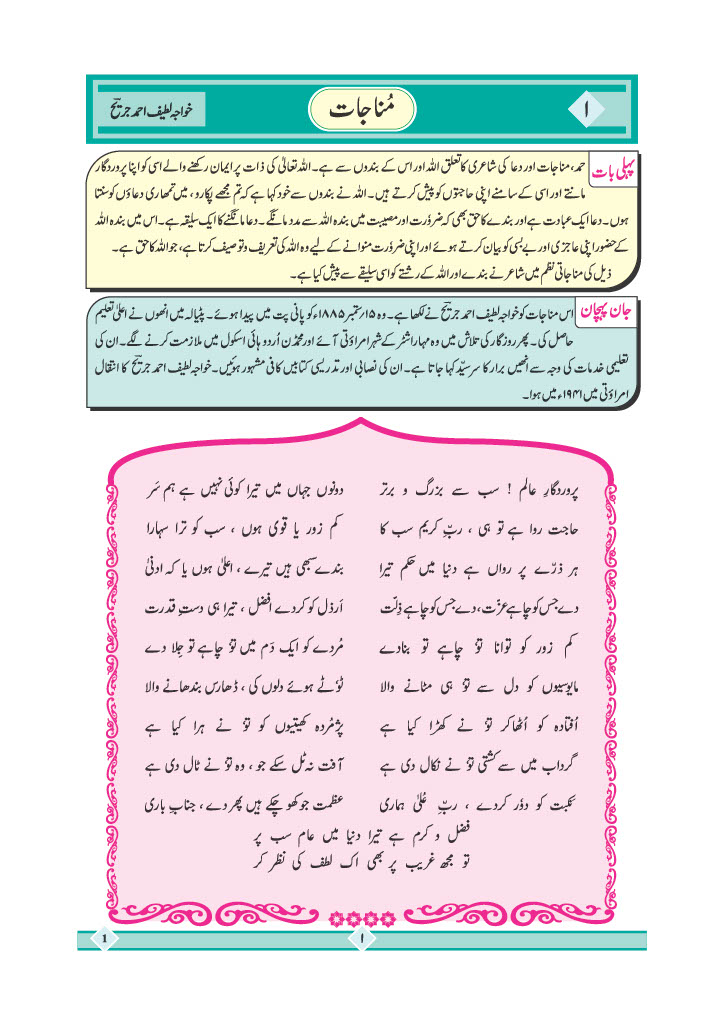 ۱
مُناجات
خواجہ لطیف احمد جریحؔ
پہلی بات
حمد، مناجات اور دعا کی شاعری کا تعلق اللہ اور اس کے بندوں سے ہے۔ اللہ تعالیٰ کی ذات پر ایمان رکھنے والے اسی کو اپنا پروردگار
مانتے اور اسی کے سامنے اپنی حاجتوں کو پیش کرتے ہیں۔ اللہ نے بندوں سے خود کہا ہے کہ تم مجھے پکارو، میں تمھاری دعاؤں کو سنتا
ہوں۔ دعا ایک عبادت ہے اور بندے کا حق بھی کہ ضرورت اور مصیبت میں بندہ اللہ سے مدد مانگے۔ دعا مانگنے کا ایک سلیقہ ہے۔ اس میں بندہ اللہ
کے حضور اپنی عاجزی اور بے بسی کو بیان کرتے ہوئے اور اپنی ضرورت منوانے کے لیے وہ اللہ کی تعریف و توصیف کرتا ہے، جو اللہ کا حق ہے۔
ذیل کی مناجاتی نظم میں شاعر نے بندے اور اللہ کے رشتے کو اسی سلیقے سے پیش کیا ہے۔
جان پہچان
اس مناجات کو خواجہ لطیف احمد جریحؔ نے لکھا ہے۔ وہ ۱۵؍ستمبر ۱۸۸۵ء کو پانی پت میں پیدا ہوئے۔ پٹیالہ میں انھوں نے اعلیٰ تعلیم
حاصل کی۔ پھر روزگار کی تلاش میں وہ مہاراشٹر کے شہر امراؤتی آئے اور محمڈن اُردو ہائی اسکول میں ملازمت کرنے لگے۔ ان کی
تعلیمی خدمات کی وجہ سے انھیں برار کا سر سیّد کہا جاتا ہے۔ ان کی نصابی اور تدریسی کتابیں کافی مشہور ہوئیں۔ خواجہ لطیف احمد جریحؔ کا انتقال
امراؤتی میں ۱۹۴۱ء میں ہوا۔
پروردگارِ عالم ! سب سے بزرگ و برتر دونوں جہاں میں تیرا کوئی نہیں ہے ہم سَر
حاجت روا ہے تو ہی ، ربِّ کریم سب کا کم زور یا قوی ہوں ، سب کو ترا سہارا
ہر ذرّے پر رواں ہے دنیا میں حَکم تیرا بندے سبھی ہیں تیرے ، اعلیٰ ہوں یا کہ ادنیٰ
دے جس کو چاہے عزّت، دے جس کو چاہے ذِلّت اَرذل کو کردے افضل ، تیرا ہی دستِ قدرت
کم زور کو توانا توٗ چاہے تو بنادے مُردے کو ایک دَم میں توٗ چاہے تو جِلا دے
مایوسیوں کو دل سے توٗ ہی مٹانے والا ٹوٗٹے ہوئے دلوں کی ، ڈھارس بندھانے والا
اُفتادہ کو اُٹھاکر توٗ نے کھڑا کیا ہے پژمُردہ کھیتیوں کو توٗ نے ہرا کیا ہے
گرداب میں سے کشتی توٗ نے نکال دی ہے آفت نہ ٹل سکے جو ، وہ توٗ نے ٹال دی ہے
نکبت کو دوٗر کردے ، ربِّ عُلیٰ ہماری عظمت جو کھو چکے ہیں پھر دے ، جنابِ باری
فضل و کرم ہے تیرا دنیا میں عام سب پر
تو مجھ غریب پر بھی اک لطف کی نظر کر
1
۱